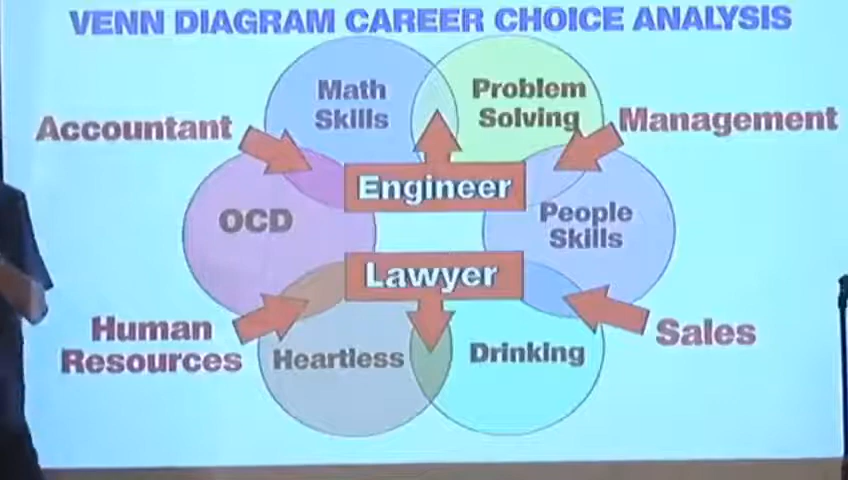 VENN DIAGRAM CAREER CHOICE ANALYSIS
Math
Skills
Problem
Solving
Accountant
Management
Engineer
OCD
People
Skills
Lawyer
Human
Resources
Heartless
Drinking
Sales